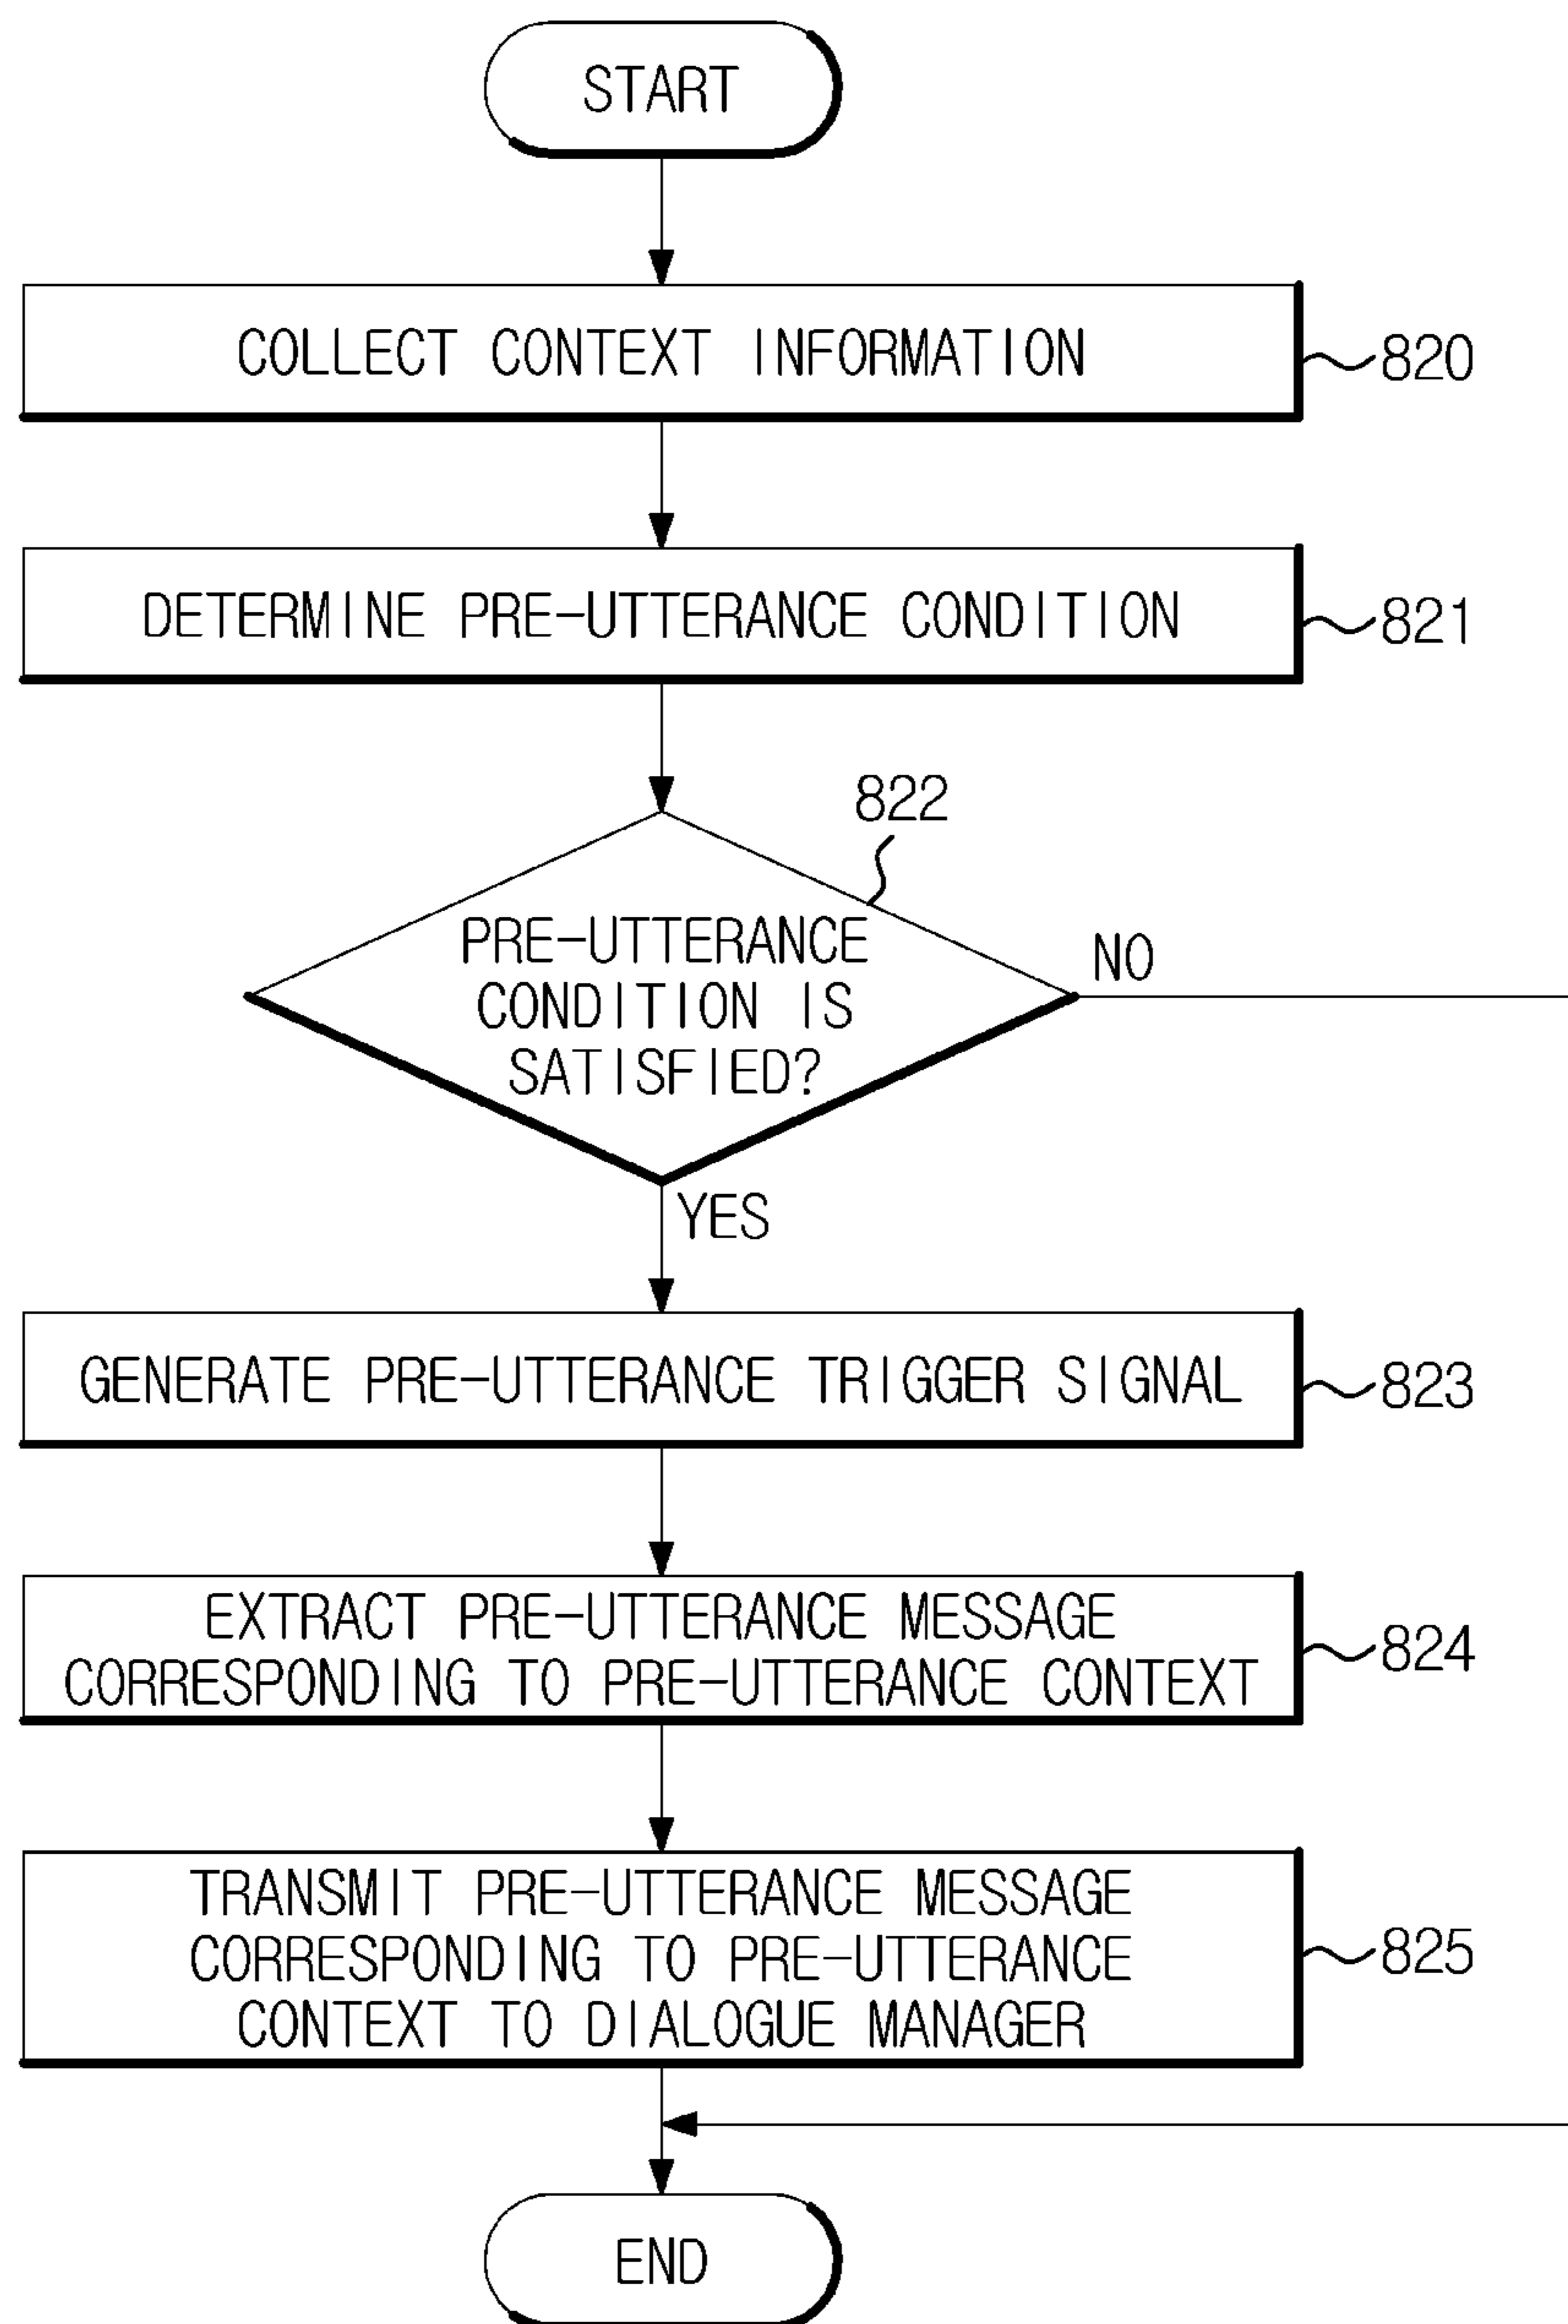 START
COLLECT CONTEXT INFORMATION
820
DETERMINE PRE-UTTERANCE CONDITION
821
822
PRE-UTTERANCE
CONDITION IS
SATISFIED?
NO
YES
GENERATE PRE-UTTERANCE TRIGGER SIGNAL
823
EXTRACT PRE-UTTERANCE MESSAGE
CORRESPONDING TO PRE-UTTERANCE CONTEXT
824
TRANSMIT PRE-UTTERANCE MESSAGE
CORRESPONDING TO PRE-UTTERANCE
CONTEXT TO DIALOGUE MANAGER
825
END